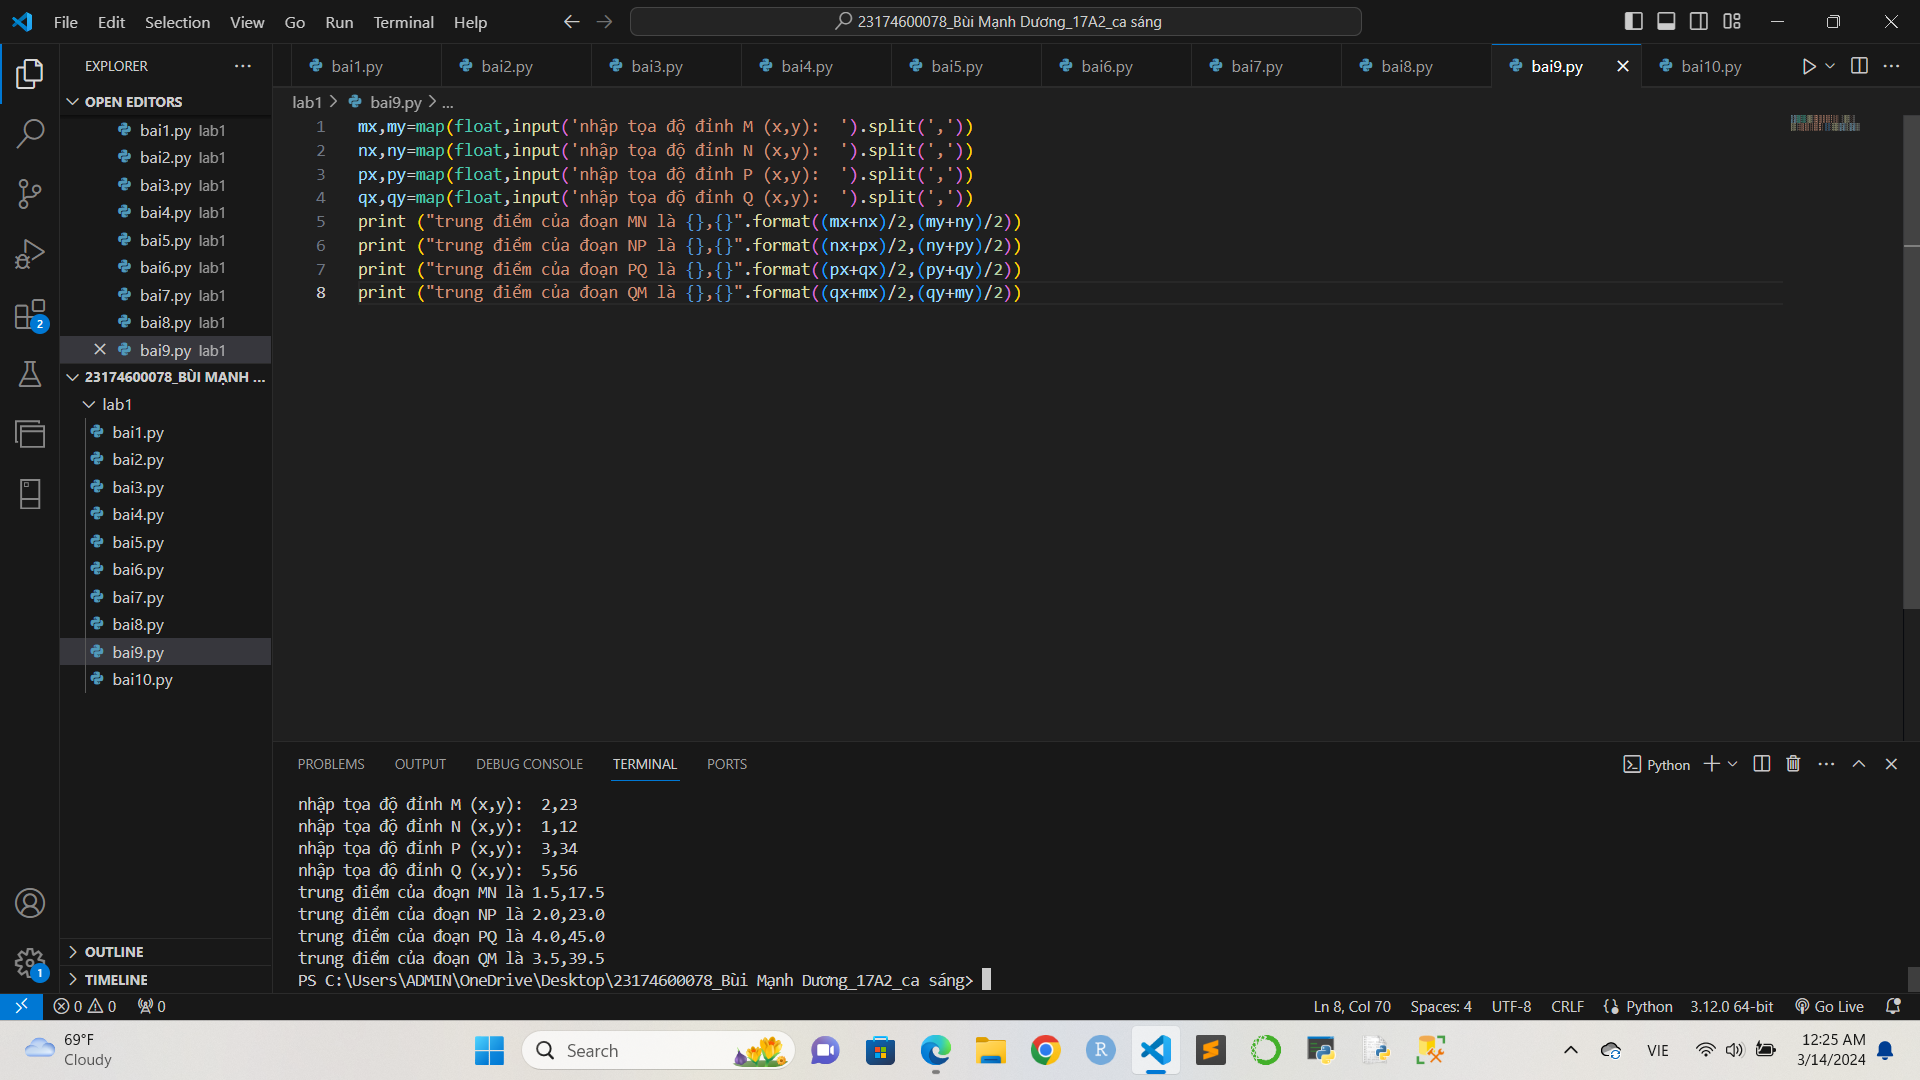 File Edit Selection View Go Run Terminal Help
23174600078_Bùi Mạnh Dương_17A2_ca sáng
EXPLORER
bai1.py bai2.py bai3.py bai4.py bai5.py bai6.py bai7.py bai8.py bai9.py bai10.py
OPEN EDITORS
bai1.py lab1
bai2.py lab1
bai3.py lab1
bai4.py lab1
bai5.py lab1
bai6.py lab1
bai7.py lab1
bai8.py lab1
bai9.py lab1
23174600078_BÙI MẠNH ...
lab1
bai1.py
bai2.py
bai3.py
bai4.py
bai5.py
bai6.py
bai7.py
bai8.py
bai9.py
bai10.py
OUTLINE
TIMELINE
2
1
lab1 > bai9.py > ...
1 mx,my=map(float,input('nhập tọa độ đỉnh M (x,y):  ').split(','))
2 nx,ny=map(float,input('nhập tọa độ đỉnh N (x,y):  ').split(','))
3 px,py=map(float,input('nhập tọa độ đỉnh P (x,y):  ').split(','))
4 qx,qy=map(float,input('nhập tọa độ đỉnh Q (x,y):  ').split(','))
5 print ("trung điểm của đoạn MN là {},{}".format((mx+nx)/2,(my+ny)/2))
6 print ("trung điểm của đoạn NP là {},{}".format((nx+px)/2,(ny+py)/2))
7 print ("trung điểm của đoạn PQ là {},{}".format((px+qx)/2,(py+qy)/2))
8 print ("trung điểm của đoạn QM là {},{}".format((qx+mx)/2,(qy+my)/2))
PROBLEMS OUTPUT DEBUG CONSOLE TERMINAL PORTS
Python
nhập tọa độ đỉnh M (x,y):  2,23
nhập tọa độ đỉnh N (x,y):  1,12
nhập tọa độ đỉnh P (x,y):  3,34
nhập tọa độ đỉnh Q (x,y):  5,56
trung điểm của đoạn MN là 1.5,17.5
trung điểm của đoạn NP là 2.0,23.0
trung điểm của đoạn PQ là 4.0,45.0
trung điểm của đoạn QM là 3.5,39.5
PS C:\Users\ADMIN\OneDrive\Desktop\23174600078_Bùi Mạnh Dương_17A2_ca sáng>
0 0 0
Ln 8, Col 70 Spaces: 4 UTF-8 CRLF Python 3.12.0 64-bit Go Live
69°F
Cloudy
Search
R
VIE
12:25 AM
3/14/2024